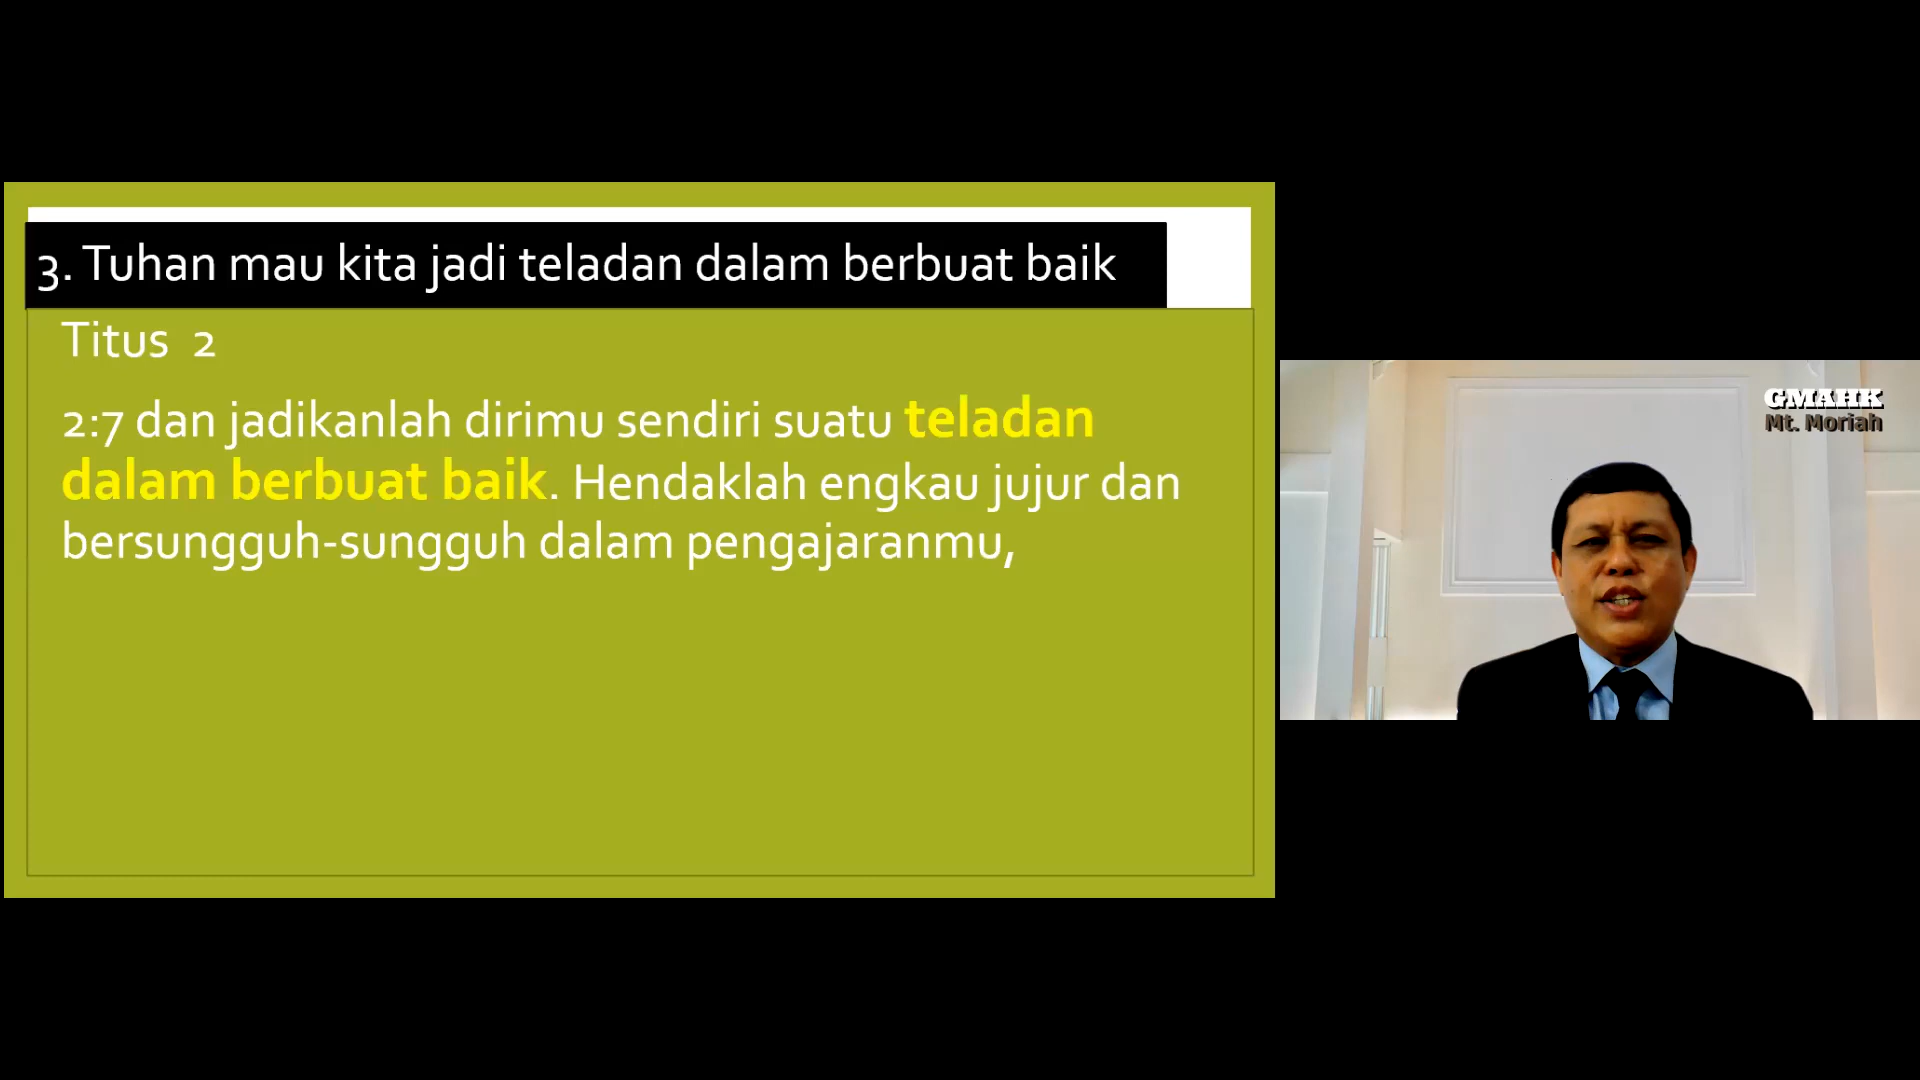 3. Tuhan mau kita jadi teladan dalam berbuat baik
Titus 2
2:7 dan jadikanlah dirimu sendiri suatu teladan
dalam berbuat baik. Hendaklah engkau jujur dan
bersungguh-sungguh dalam pengajaranmu,
GMAHK
Mt. Moriah